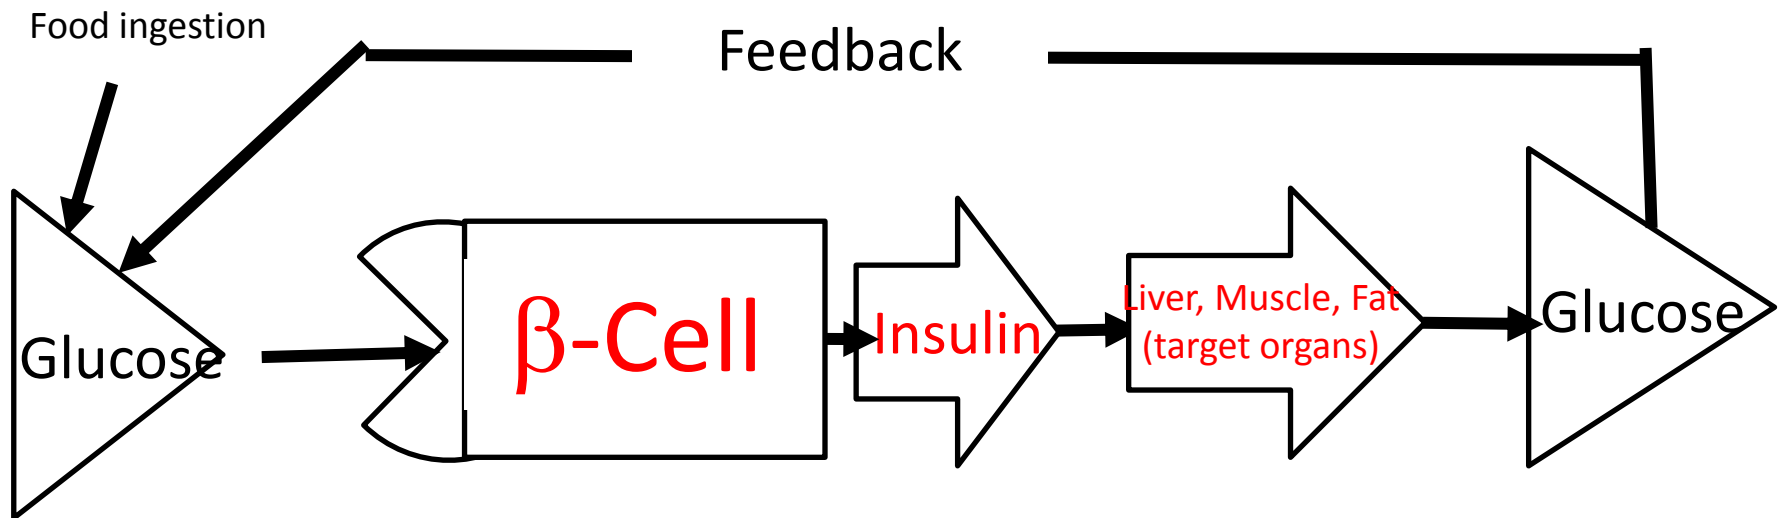 Food ingestion
Feedback
Glucose
β-Cell
Insulin
Liver, Muscle, Fat
(target organs)
Glucose